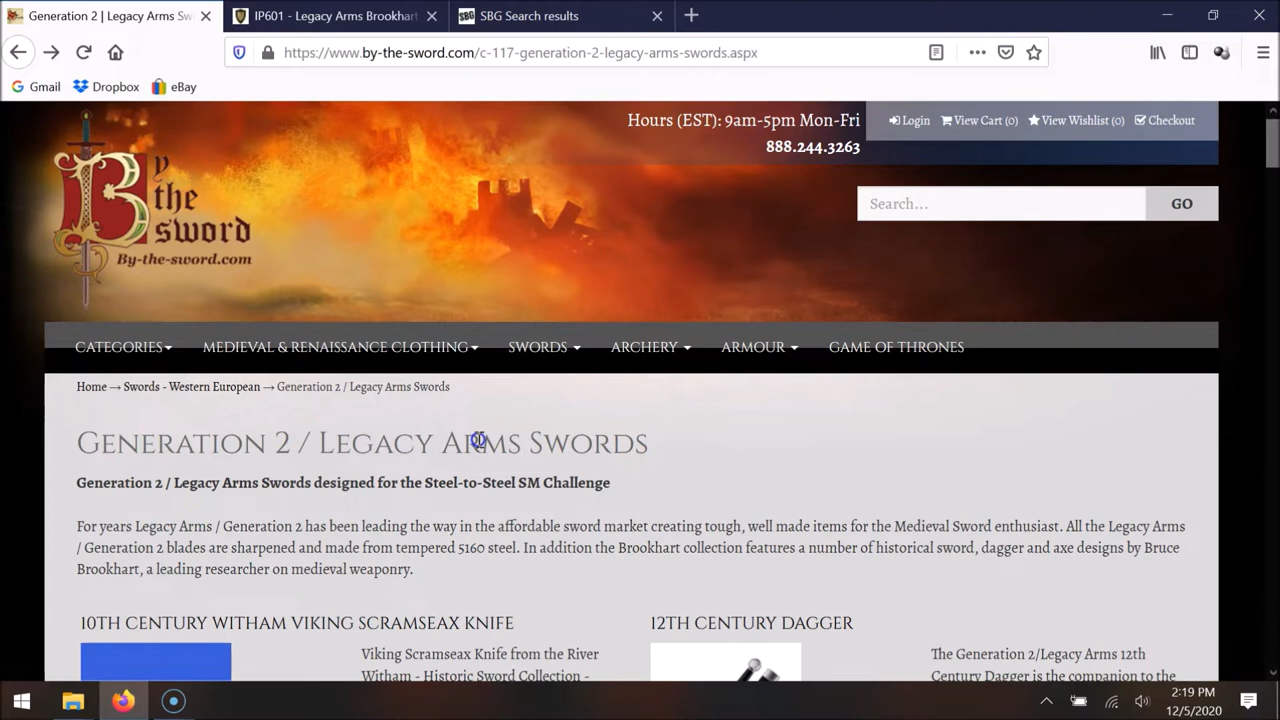 Generation 2 | Legacy Arms Sw
IP601 - Legacy Arms Brookhart
SBG Search results
https://www.by-the-sword.com/c-117-generation-2-legacy-arms-swords.aspx
Gmail Dropbox eBay
Hours (EST): 9am-5pm Mon-Fri
888.244.3263
Login View Cart (0) View Wishlist (0) Checkout
Search... GO
By
the
sword
By-the-sword.com
CATEGORIES MEDIEVAL & RENAISSANCE CLOTHING SWORDS ARCHERY ARMOUR GAME OF THRONES
Home → Swords - Western European → Generation 2 / Legacy Arms Swords
GENERATION 2 / LEGACY ARMS SWORDS
Generation 2 / Legacy Arms Swords designed for the Steel-to-Steel SM Challenge
For years Legacy Arms / Generation 2 has been leading the way in the affordable sword market creating tough, well made items for the Medieval Sword enthusiast. All the Legacy Arms
/ Generation 2 blades are sharpened and made from tempered 5160 steel. In addition the Brookhart collection features a number of historical sword, dagger and axe designs by Bruce
Brookhart, a leading researcher on medieval weaponry.
10TH CENTURY WITHAM VIKING SCRAMSEAX KNIFE
Viking Scramseax Knife from the River
Witham - Historic Sword Collection -
12TH CENTURY DAGGER
The Generation 2/Legacy Arms 12th
Century Dagger is the companion to the
2:19 PM
12/5/2020